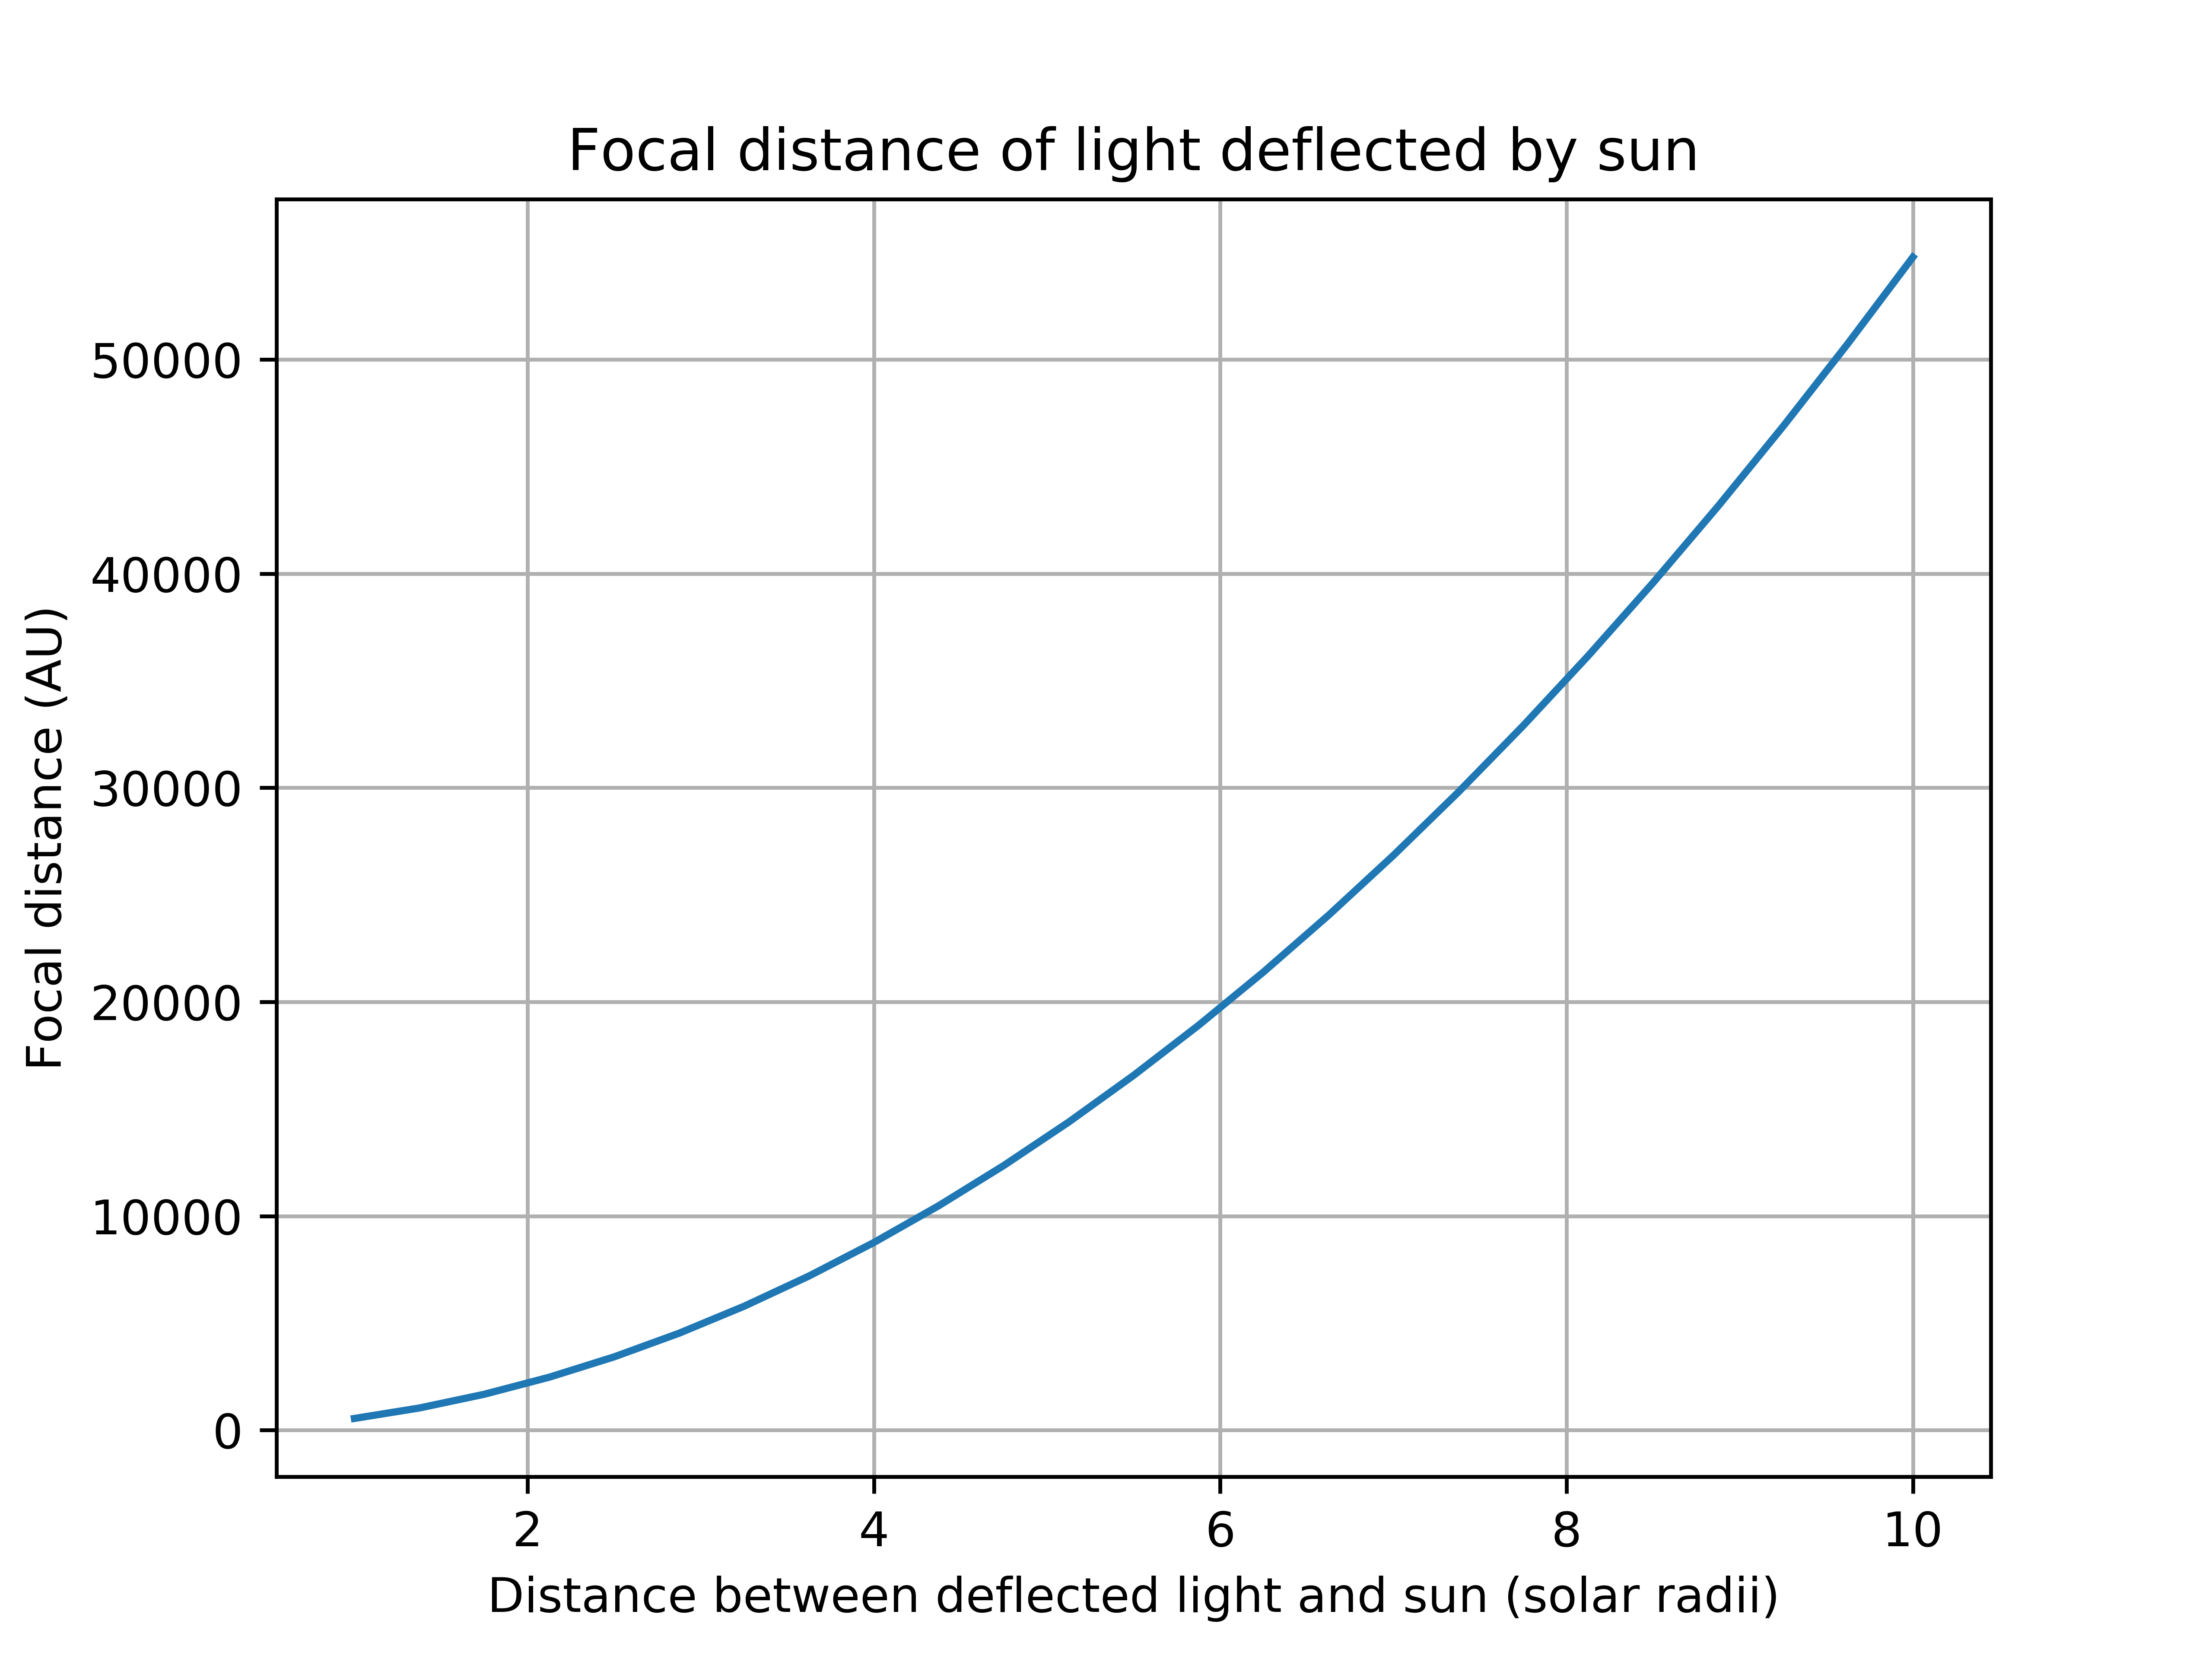 Focal distance of light deflected by sun
Focal distance (AU)
50000
40000
30000
20000
10000
0
2 4 6 8 10
Distance between deflected light and sun (solar radii)